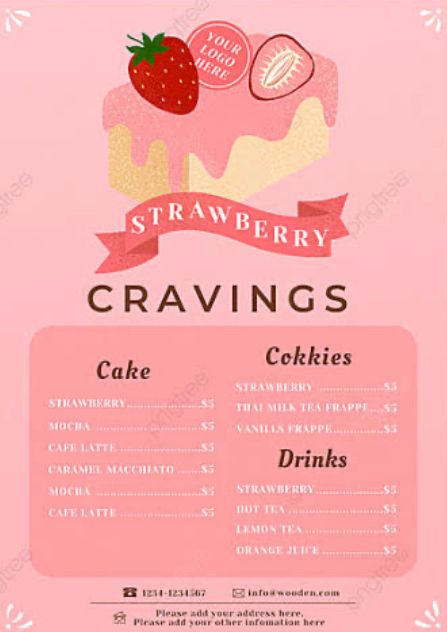 YOUR
LOGO
HERE
STRAWBERRY
CRAVINGS
Cake
STRAWBERRY....................$5
MOCHA ..............................$5
CAFE LATTE ......................$5
CARAMEL MACCHIATO .......$5
MOCHA ..............................$5
CAFE LATTE ......................$5
Cokkies
STRAWBERRY ...................$5
THAI MILK TEA FRAPPE....$5
VANILLS FRAPPE...............$5
Drinks
STRAWBERRY...................$5
HOT TEA ...........................$5
LEMON TEA ......................$5
ORANGE JUICE .................$5
1234-1234567
info@wooden.com
Please add your address here,
Please add your other infomation here
pngtree